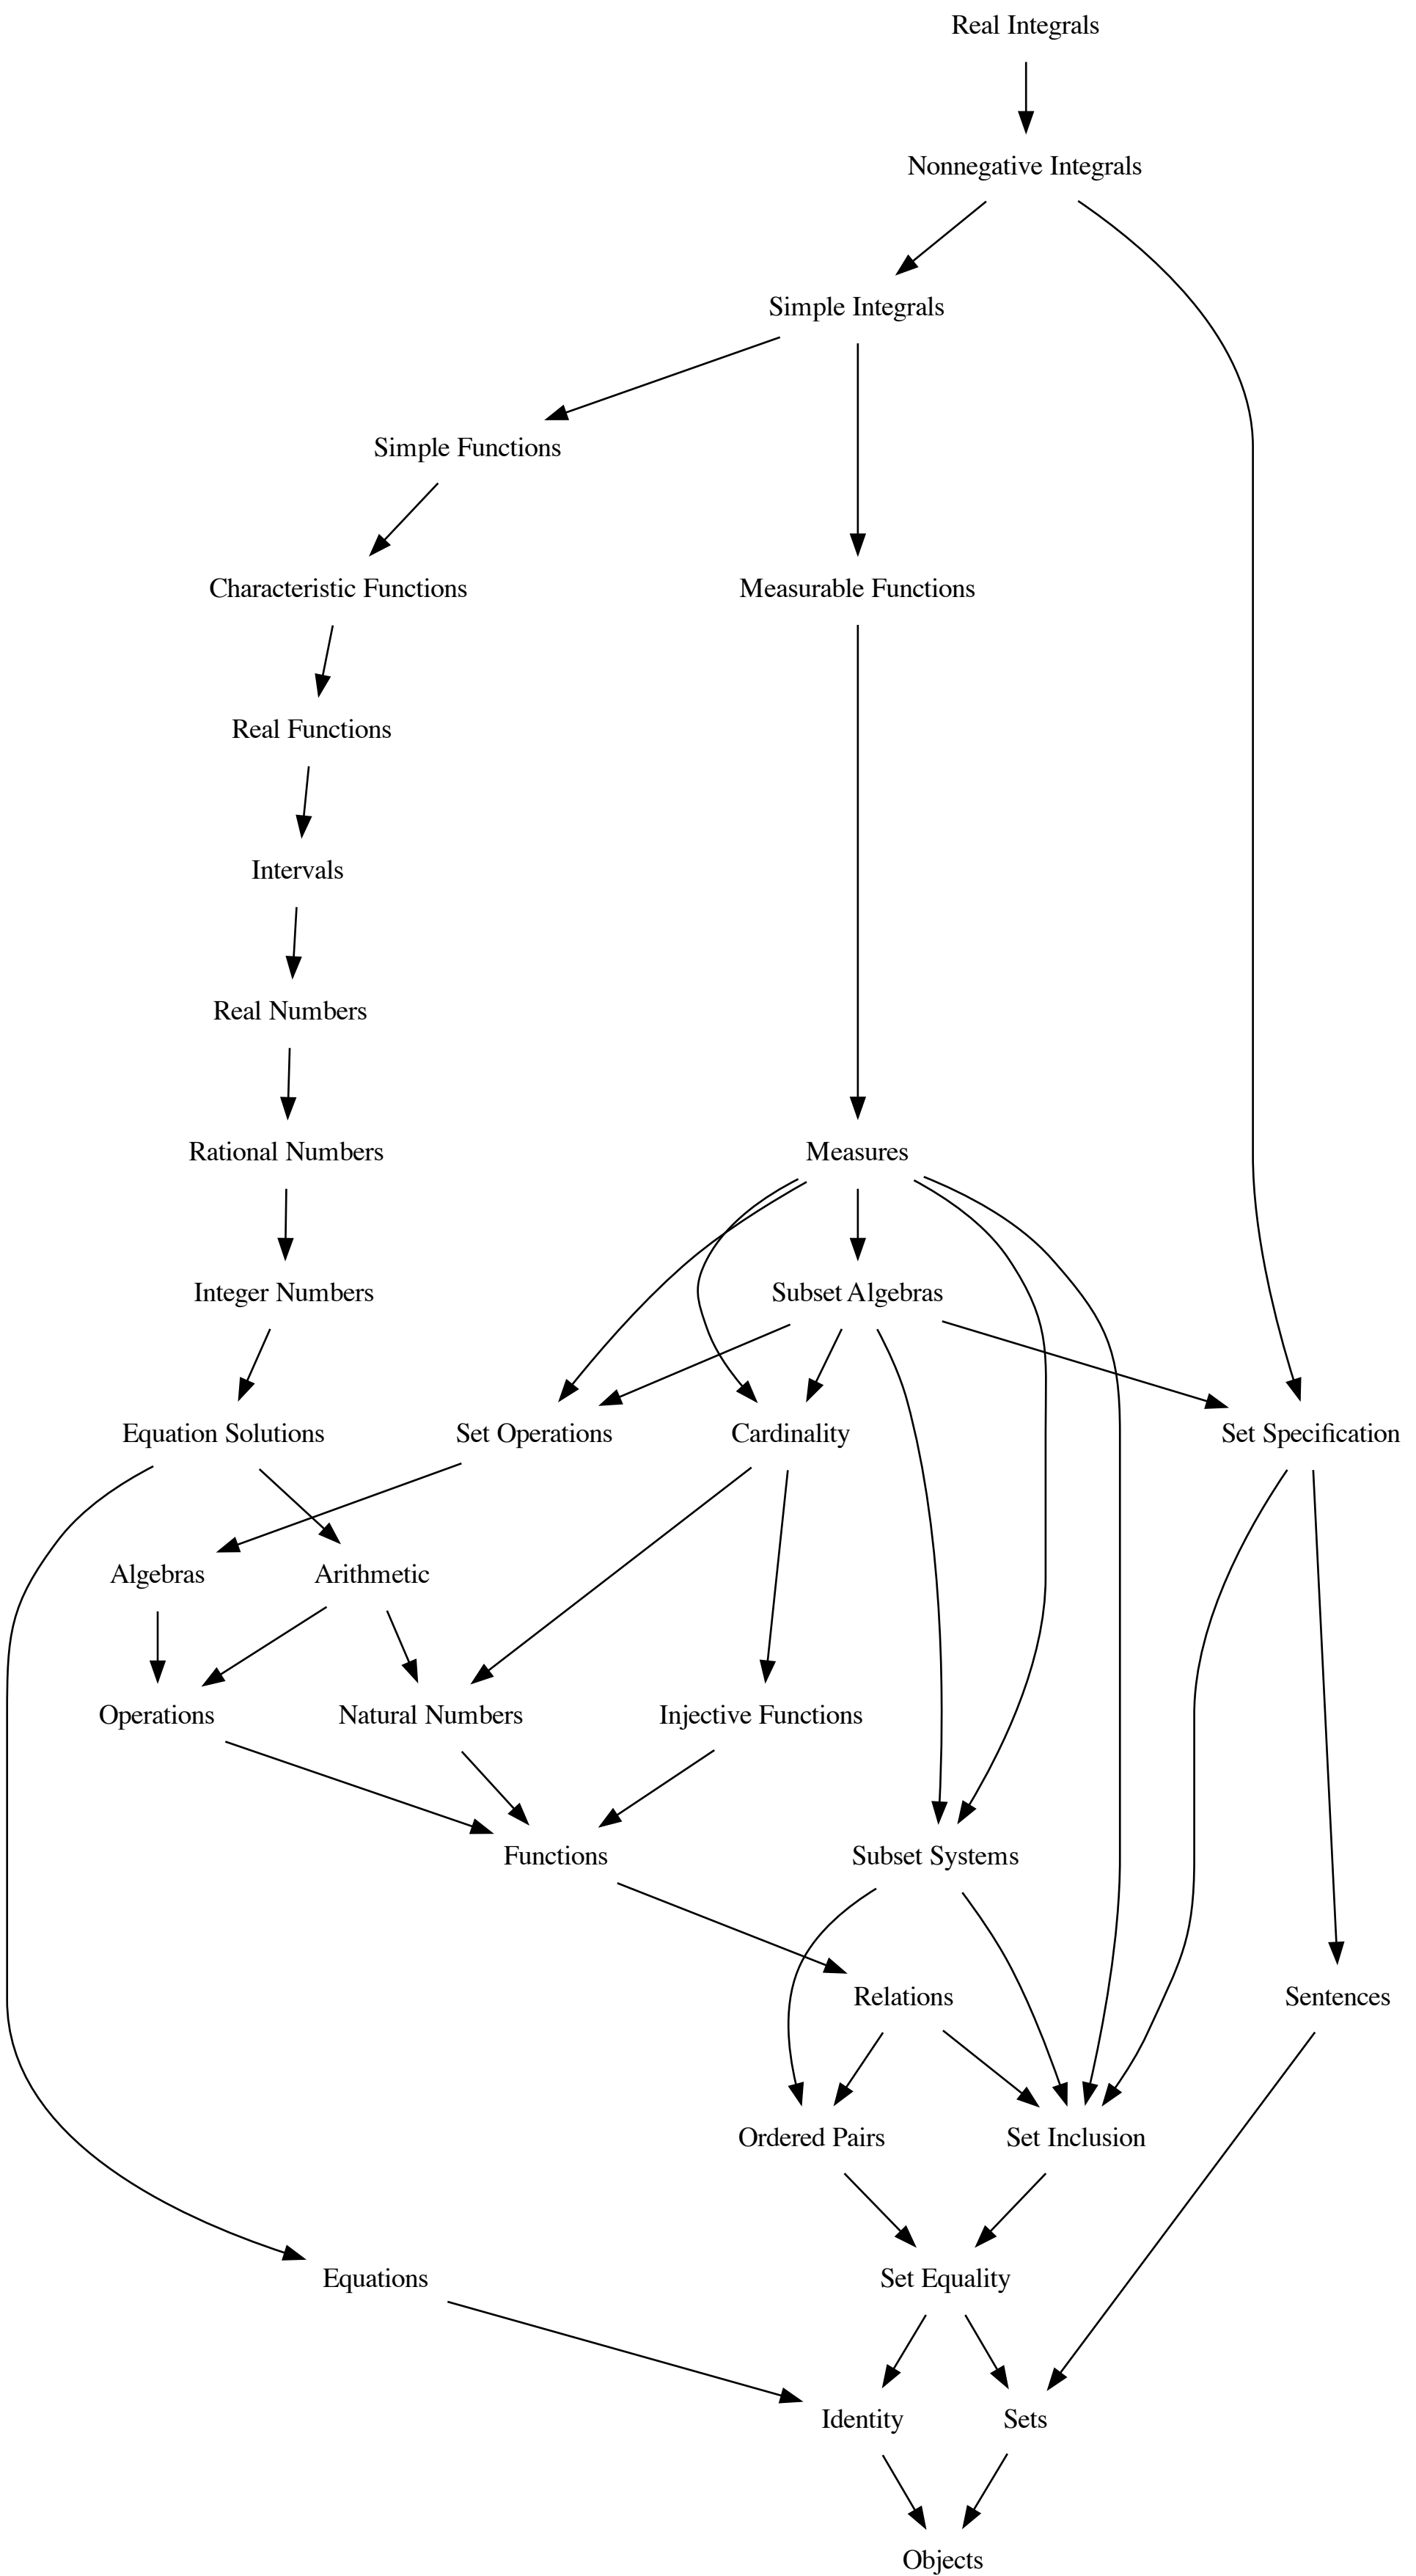 Real Integrals
Nonnegative Integrals
Simple Integrals
Simple Functions
Characteristic Functions
Measurable Functions
Real Functions
Intervals
Real Numbers
Rational Numbers
Measures
Integer Numbers
Subset Algebras
Equation Solutions
Set Operations
Cardinality
Set Specification
Algebras
Arithmetic
Operations
Natural Numbers
Injective Functions
Functions
Subset Systems
Relations
Sentences
Ordered Pairs
Set Inclusion
Equations
Set Equality
Identity
Sets
Objects